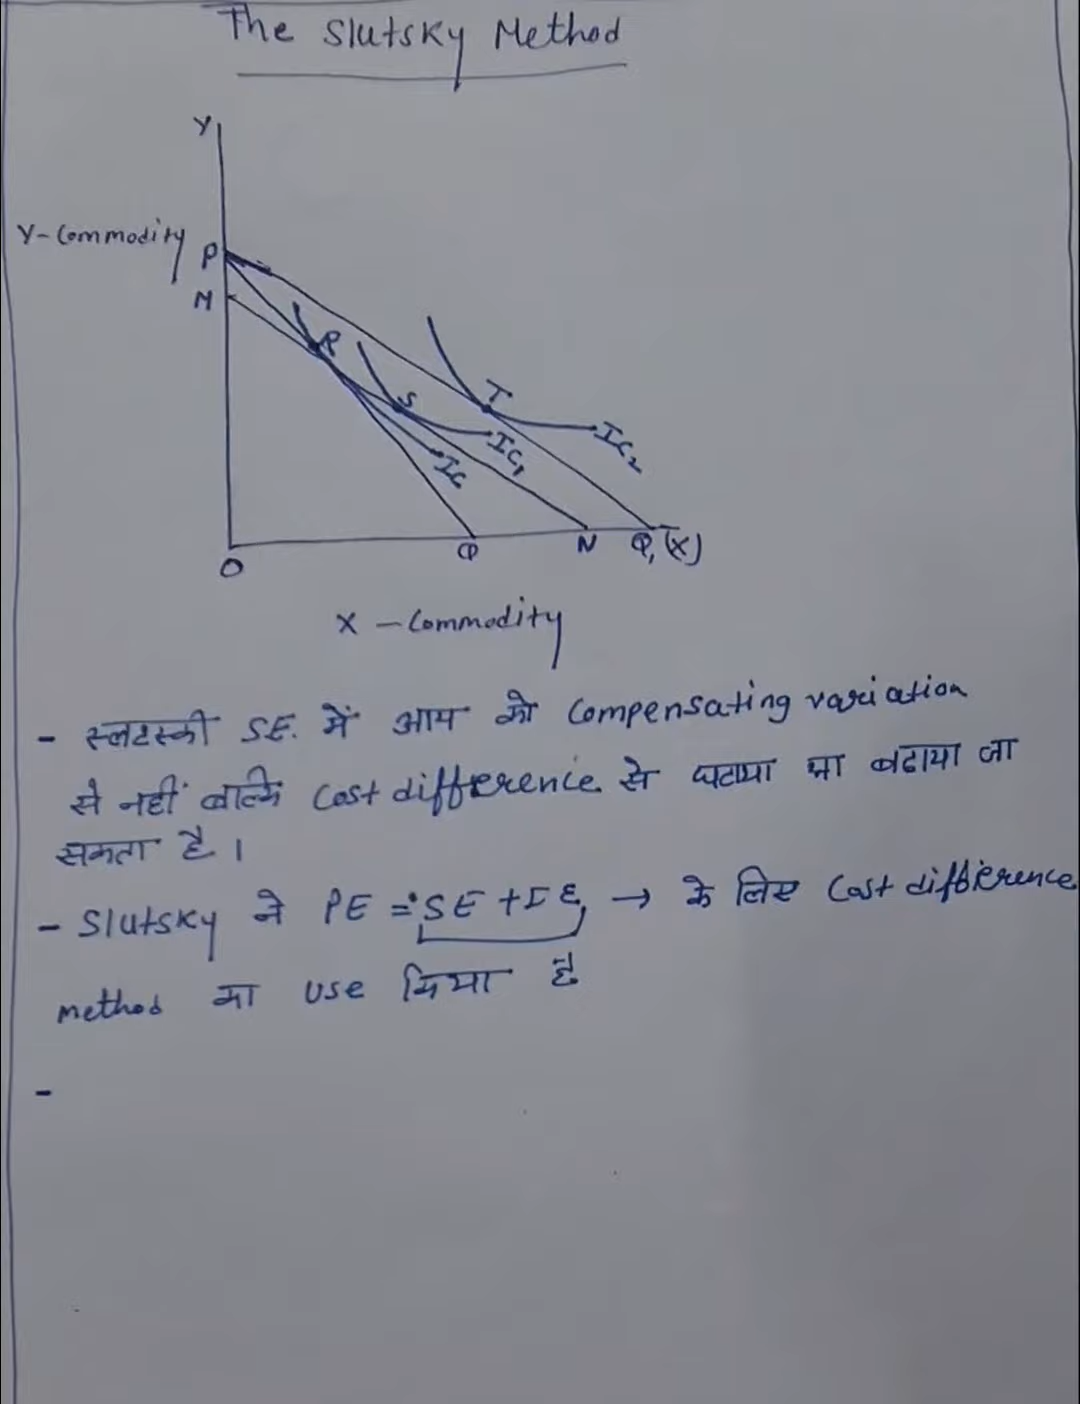 The Slutsky Method
Y
Y-Commodity
P
M
R
S
T
IC
IC₁
IC₂
O
Q
N
Q₁ (X)
X - Commodity
- स्लटस्की S.E. में आय को Compensating variation
से नहीं बल्कि Cost difference से घटाया या बढाया जा
सकता है।
- Slutsky ने PE = SE + IE, → के लिए Cost difference
method का use किया है
-